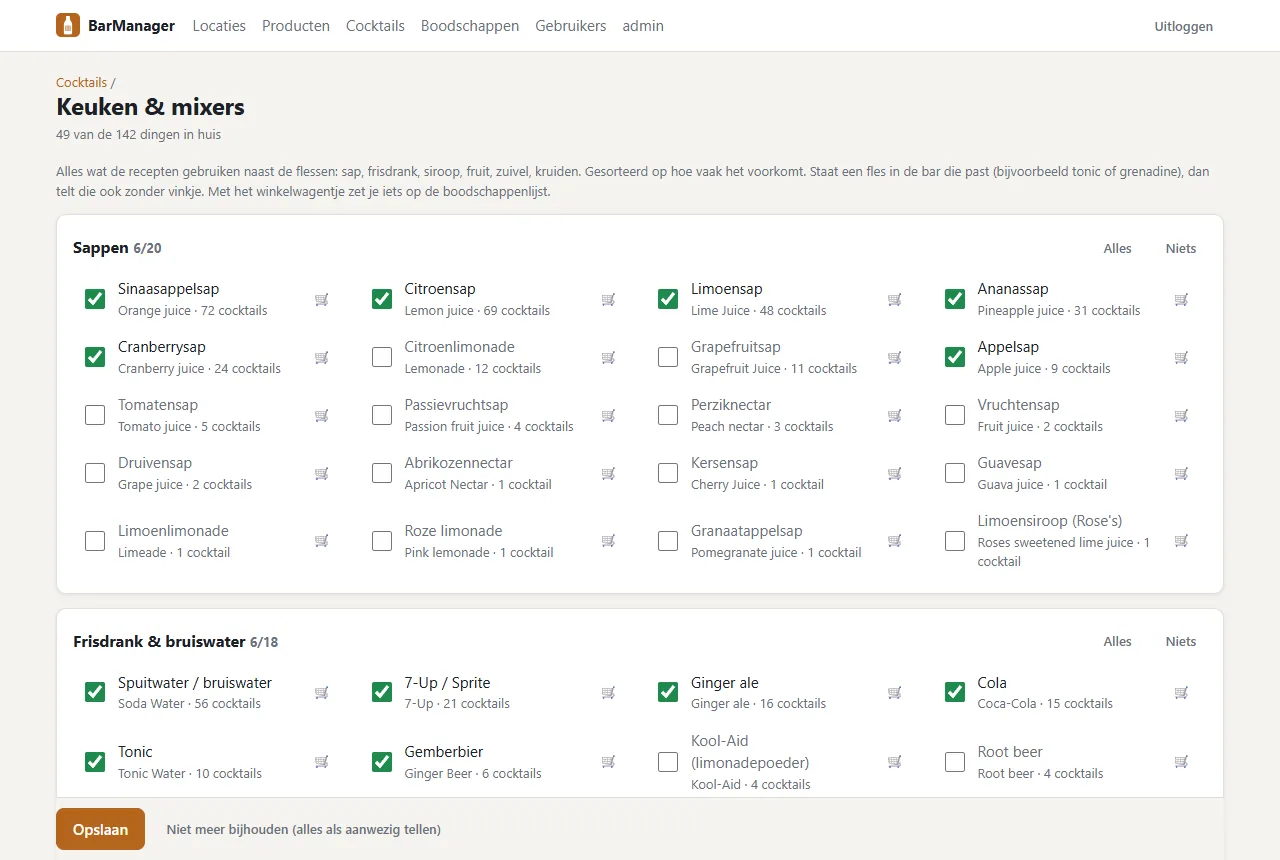 BarManager Locaties Producten Cocktails Boodschappen Gebruikers admin Uitloggen
Cocktails /
Keuken & mixers
49 van de 142 dingen in huis
Alles wat de recepten gebruiken naast de flessen: sap, frisdrank, siroop, fruit, zuivel, kruiden. Gesorteerd op hoe vaak het voorkomt. Staat een fles in de bar die past (bijvoorbeeld tonic of grenadine), dan
telt die ook zonder vinkje. Met het winkelwagentje zet je iets op de boodschappenlijst.
Sappen 6/20 Alles Niets
Sinaasappelsap
Orange juice · 72 cocktails
Citroensap
Lemon juice · 69 cocktails
Limoensap
Lime Juice · 48 cocktails
Ananassap
Pineapple juice · 31 cocktails
Cranberrysap
Cranberry juice · 24 cocktails
Citroenlimonade
Lemonade · 12 cocktails
Grapefruitsap
Grapefruit Juice · 11 cocktails
Appelsap
Apple juice · 9 cocktails
Tomatensap
Tomato juice · 5 cocktails
Passievruchtsap
Passion fruit juice · 4 cocktails
Perziknectar
Peach nectar · 3 cocktails
Vruchtensap
Fruit juice · 2 cocktails
Druivensap
Grape juice · 2 cocktails
Abrikozennectar
Apricot Nectar · 1 cocktail
Kersensap
Cherry Juice · 1 cocktail
Guavesap
Guava juice · 1 cocktail
Limoenlimonade
Limeade · 1 cocktail
Roze limonade
Pink lemonade · 1 cocktail
Granaatappelsap
Pomegranate juice · 1 cocktail
Limoensiroop (Rose's)
Roses sweetened lime juice · 1
cocktail
Frisdrank & bruiswater 6/18 Alles Niets
Spuitwater / bruiswater
Soda Water · 56 cocktails
7-Up / Sprite
7-Up · 21 cocktails
Ginger ale
Ginger ale · 16 cocktails
Cola
Coca-Cola · 15 cocktails
Tonic
Tonic Water · 10 cocktails
Gemberbier
Ginger Beer · 6 cocktails
Kool-Aid
(limonadepoeder)
Kool-Aid · 4 cocktails
Root beer
Root beer · 4 cocktails
Opslaan Niet meer bijhouden (alles als aanwezig tellen)